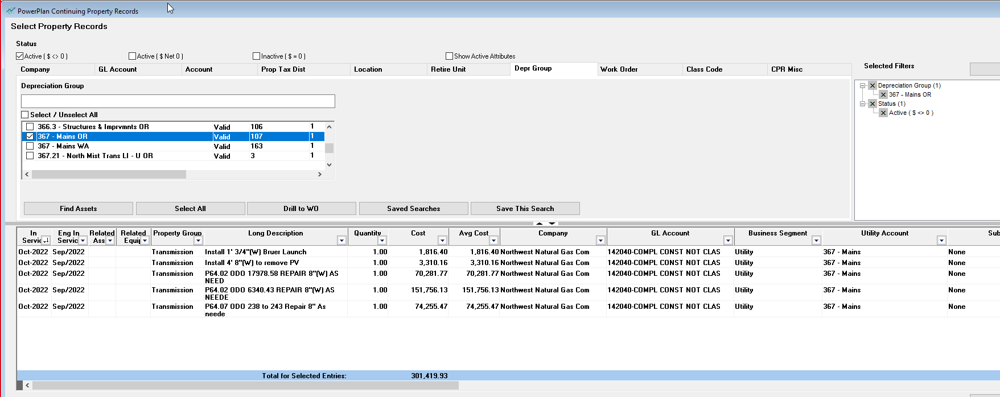 PowerPlan Continuing Property Records
Select Property Records
Status
Active ( $ <> 0 ) Active ( $ Net 0 ) Inactive ( $ = 0 ) Show Active Attributes
Company GL Account Account Prop Tax Dist Location Retire Unit Depr Group Work Order Class Code CPR Misc
Selected Filters
Depreciation Group (1)
367 - Mains OR
Status (1)
Active ( $ <> 0 )
Depreciation Group
Select / Unselect All
366.3 - Structures & Imprvmnts OR Valid 106 1
367 - Mains OR Valid 107 1
367 - Mains WA Valid 163 1
367.21 - North Mist Trans LI - U OR Valid 3 1
Find Assets Select All Drill to WO Saved Searches Save This Search
In Eng In Related Related Property Group Long Description Quantity Cost Avg Cost Company GL Account Business Segment Utility Account Sub
Servic Servic Ass Equip
Oct-2022 Sep/2022 Transmission Install 1' 3/4"(W) Bruer Launch 1.00 1,816.40 1,816.40 Northwest Natural Gas Com 142040-COMPL CONST NOT CLAS Utility 367 - Mains None
Oct-2022 Sep/2022 Transmission Install 4' 8"(W) to remove PV 1.00 3,310.16 3,310.16 Northwest Natural Gas Com 142040-COMPL CONST NOT CLAS Utility 367 - Mains None
Oct-2022 Sep/2022 Transmission P64.02 ODO 17978.58 REPAIR 8"(W) AS 1.00 70,281.77 70,281.77 Northwest Natural Gas Com 142040-COMPL CONST NOT CLAS Utility 367 - Mains None
NEED
Oct-2022 Sep/2022 Transmission P64.02 ODO 6340.43 REPAIR 8"(W) AS 1.00 151,756.13 151,756.13 Northwest Natural Gas Com 142040-COMPL CONST NOT CLAS Utility 367 - Mains None
NEEDE
Oct-2022 Sep/2022 Transmission P64.07 ODO 238 to 243 Repair 8" As 1.00 74,255.47 74,255.47 Northwest Natural Gas Com 142040-COMPL CONST NOT CLAS Utility 367 - Mains None
neede
Total for Selected Entries: 301,419.93